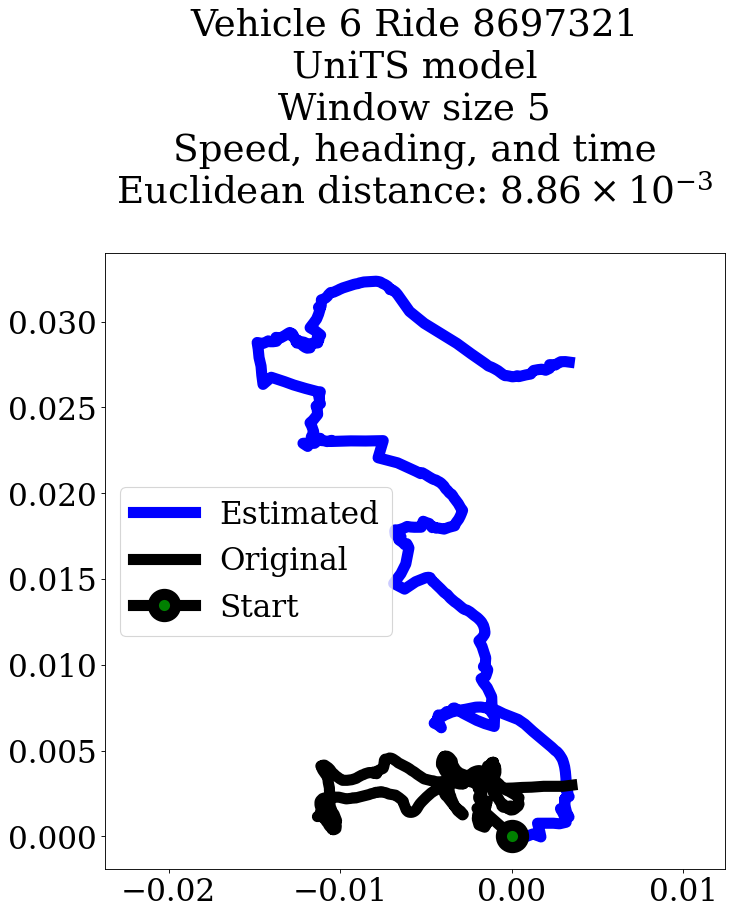 Vehicle 6 Ride 8697321
UniTS model
Window size 5
Speed, heading, and time
Euclidean distance: 8.86 × 10⁻³
0.030
0.025
0.020
Estimated
0.015
Original
Start
0.010
0.005
0.000
−0.02 −0.01 0.00 0.01